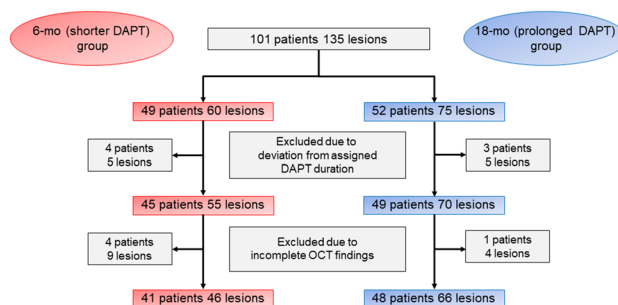 6-mo (shorter DAPT)
group
101 patients 135 lesions
18-mo (prolonged DAPT)
group
49 patients 60 lesions
52 patients 75 lesions
4 patients
5 lesions
Excluded due to
deviation from assigned
DAPT duration
3 patients
5 lesions
45 patients 55 lesions
49 patients 70 lesions
4 patients
9 lesions
Excluded due to
incomplete OCT findings
1 patients
4 lesions
41 patients 46 lesions
48 patients 66 lesions